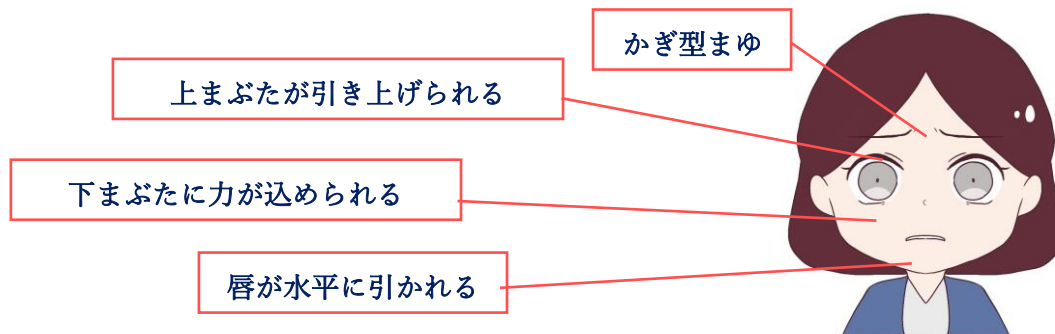 かぎ型まゆ
上まぶたが引き上げられる
下まぶたに力が込められる
唇が水平に引かれる